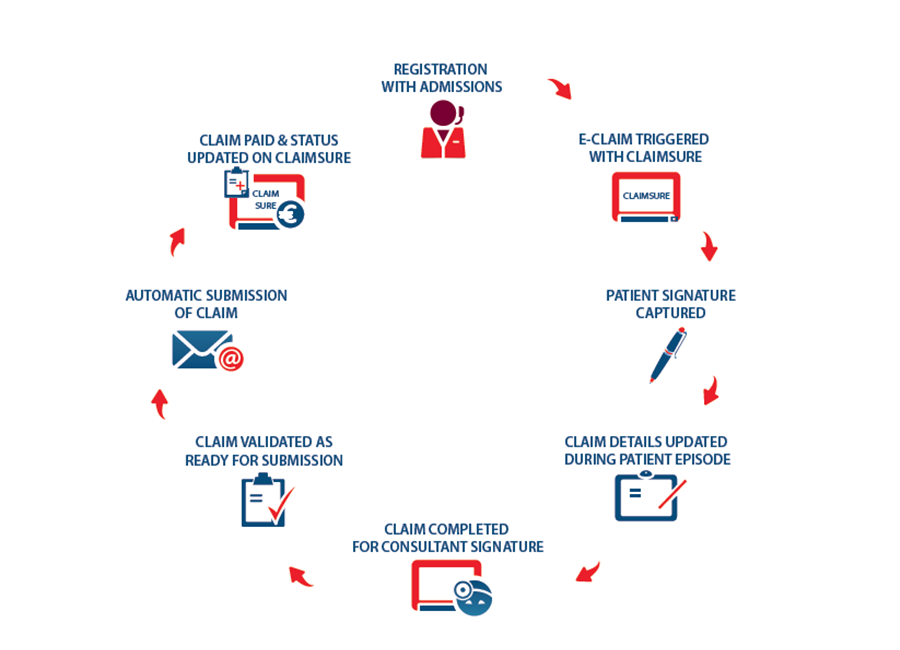 REGISTRATION
WITH ADMISSIONS
E-CLAIM TRIGGERED
WITH CLAIMSURE
CLAIMSURE
PATIENT SIGNATURE
CAPTURED
CLAIM DETAILS UPDATED
DURING PATIENT EPISODE
CLAIM COMPLETED
FOR CONSULTANT SIGNATURE
CLAIM VALIDATED AS
READY FOR SUBMISSION
AUTOMATIC SUBMISSION
OF CLAIM
@
CLAIM PAID & STATUS
UPDATED ON CLAIMSURE
CLAIM
SURE
€